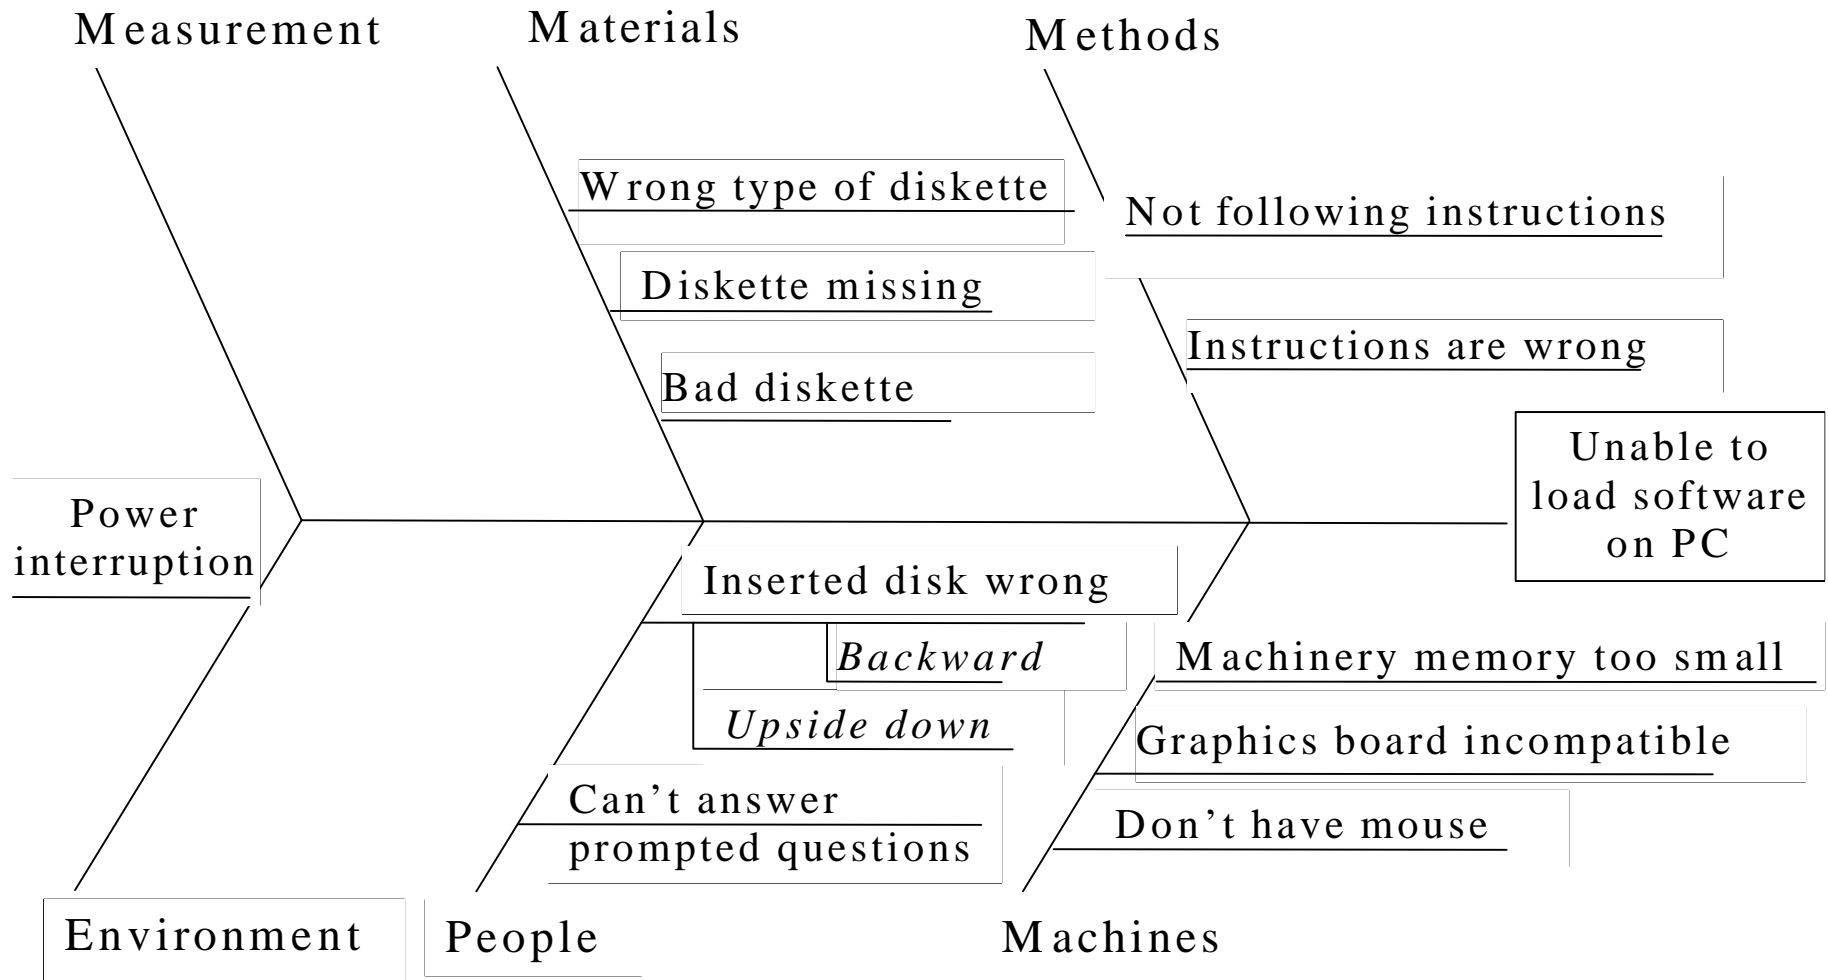 Measurement
Materials
Methods
Wrong type of diskette
Not following instructions
Diskette missing
Instructions are wrong
Bad diskette
Unable to
load software
on PC
Power
interruption
Inserted disk wrong
Backward
Machinery memory too small
Upside down
Graphics board incompatible
Can’t answer
prompted questions
Don’t have mouse
Environment
People
Machines